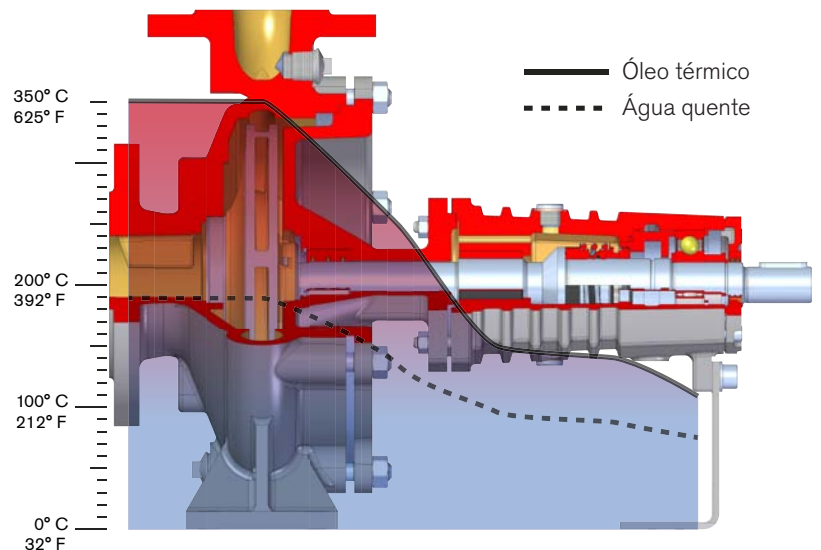 Óleo térmico
Água quente
350° C
625° F
200° C
392° F
100° C
212° F
0° C
32° F